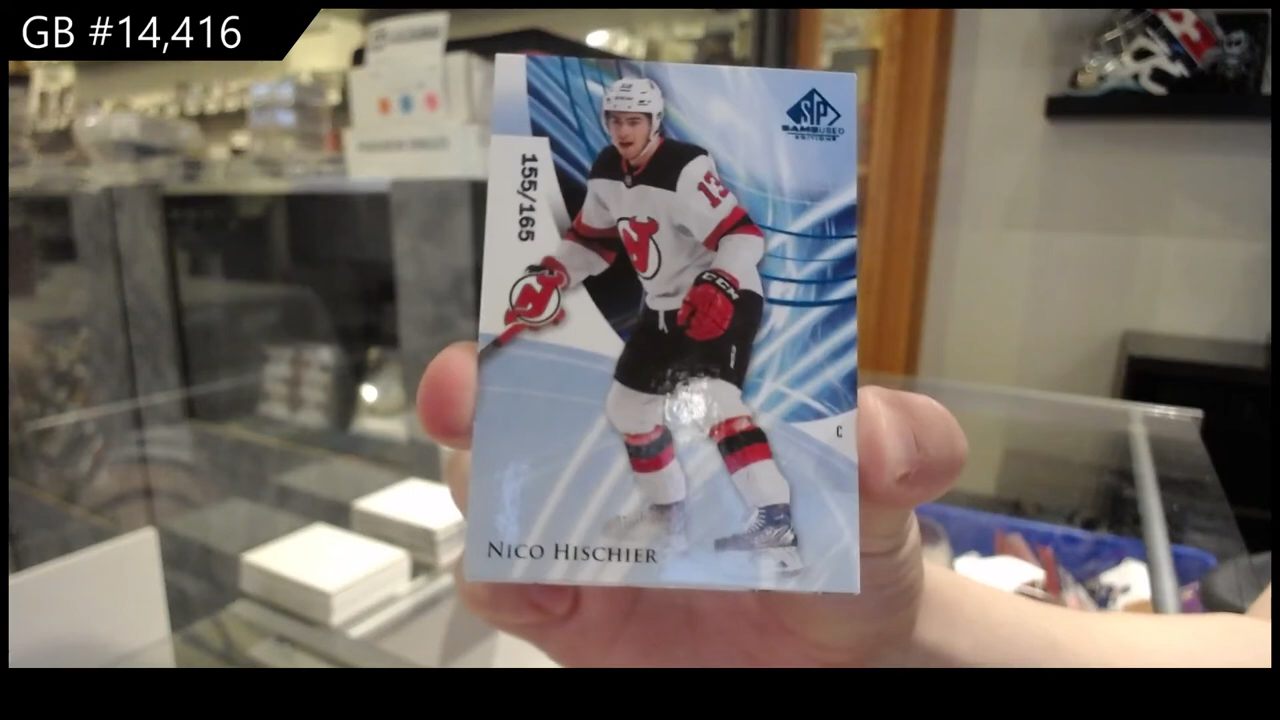 GB #14,416
SP
GAME USED
EDITION
155/165
13
CCM
C
NICO HISCHIER